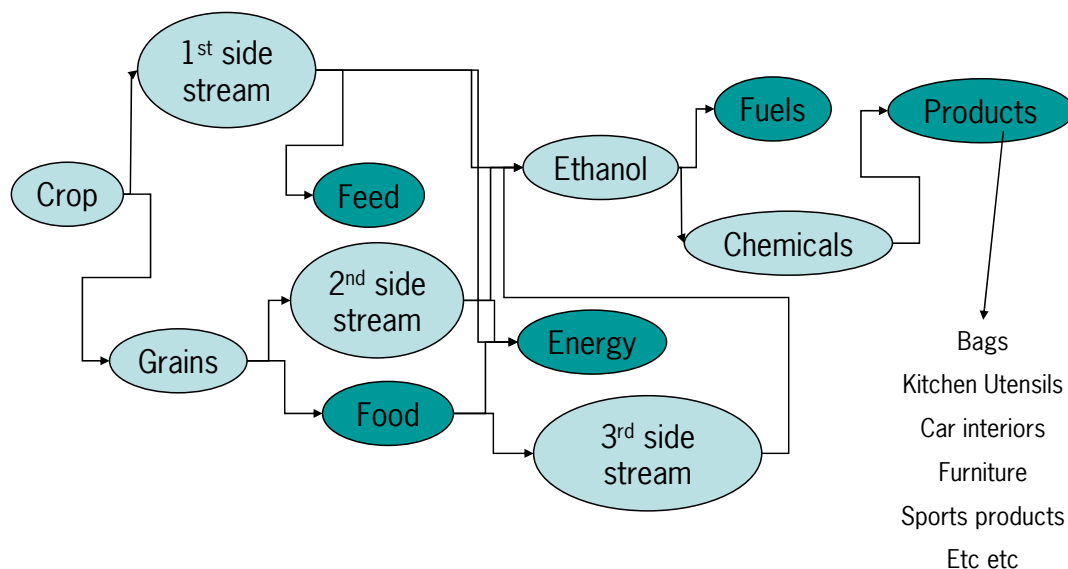 1st side
stream
Fuels
Products
Ethanol
Crop
Feed
Chemicals
2nd side
stream
Energy
Bags
Grains
Kitchen Utensils
Food
Car interiors
3rd side
stream
Furniture
Sports products
Etc etc